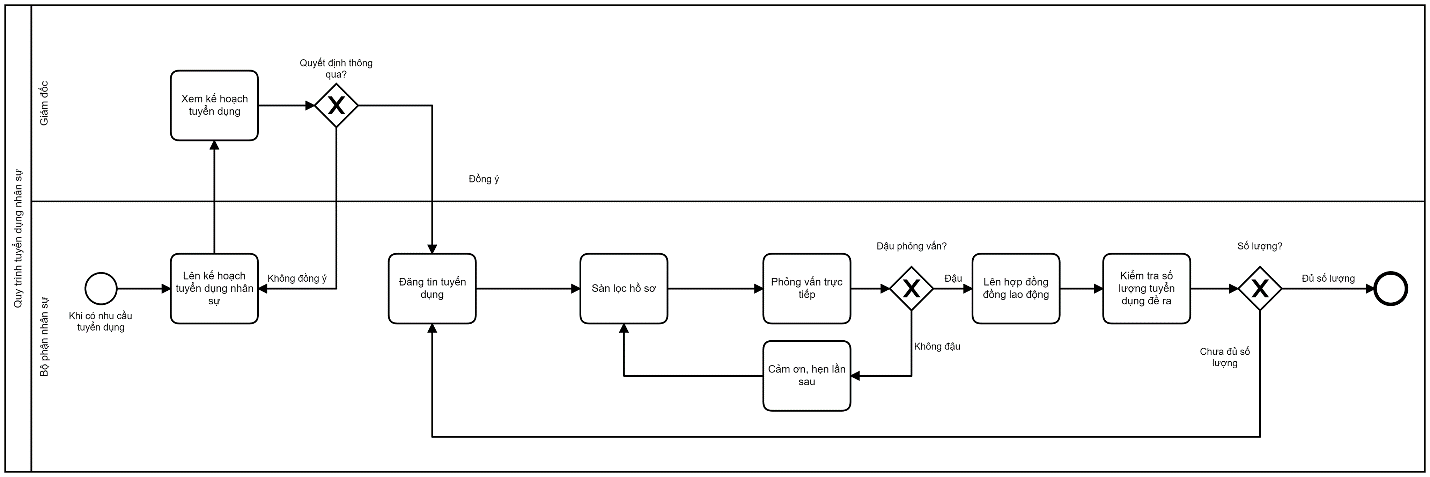 Quy trình tuyển dụng nhân sự
Giám đốc
Quyết định thông
qua?
Xem kế hoạch
tuyển dụng
Đồng ý
Bộ phận nhân sự
Khi có nhu cầu
tuyển dụng
Lên kế hoạch
tuyển dụng nhân
sự
Không đồng ý
Đăng tin tuyển
dụng
Sàn lọc hồ sơ
Phỏng vấn trực
tiếp
Dậu phỏng vấn?
Đậu
Không đậu
Cảm ơn, hẹn lần
sau
Lên hợp đồng
đồng lao động
Kiểm tra số
lượng tuyển
dụng đề ra
Số lượng?
Đủ số lượng
Chưa đủ số
lượng